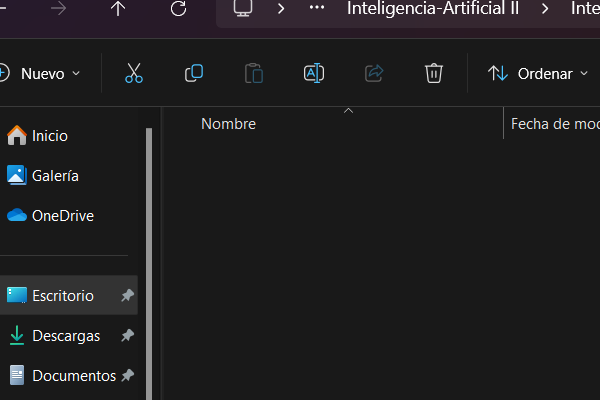 Inteligencia-Artificial II
Inte
Nuevo
Ordenar
Nombre
Fecha de mod
Inicio
Galería
OneDrive
Escritorio
Descargas
Documentos